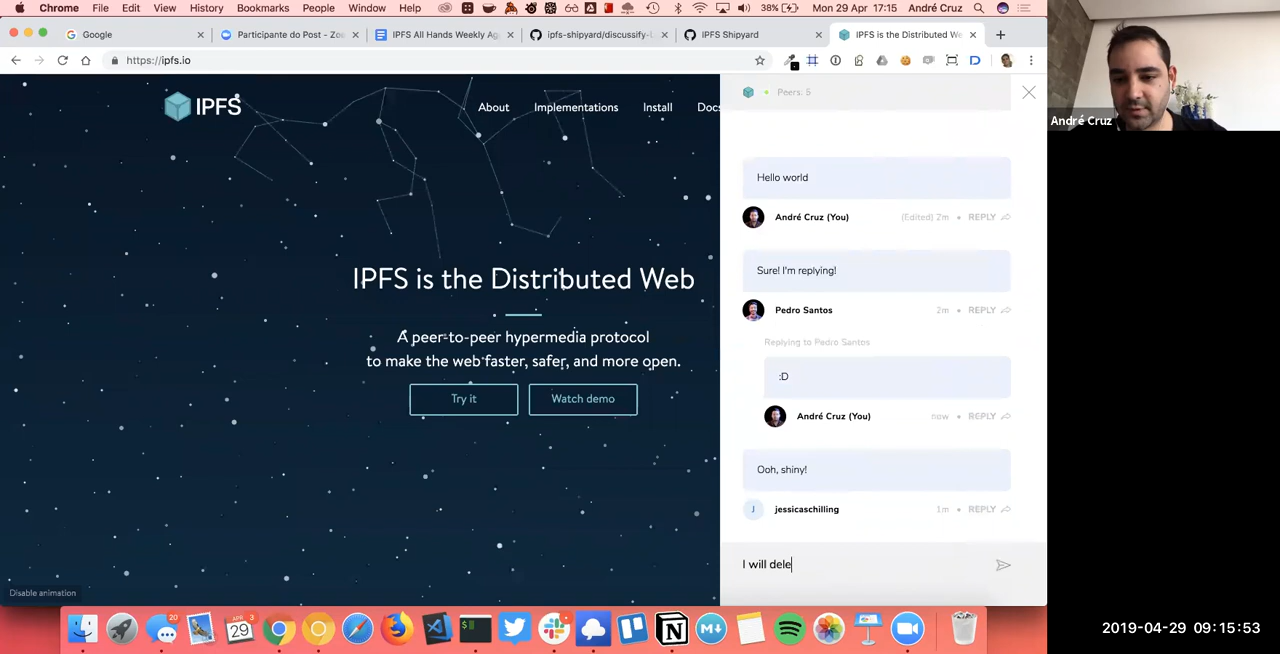 Chrome File Edit View History Bookmarks People Window Help 38% Mon 29 Apr 17:15 André Cruz
Google
Participante do Post - Zo
IPFS All Hands Weekly Ag
ipfs-shipyard/discussify-
IPFS Shipyard
IPFS is the Distributed We
https://ipfs.io
IPFS
About Implementations Install Docs
IPFS is the Distributed Web
A peer-to-peer hypermedia protocol
to make the web faster, safer, and more open.
Try it Watch demo
Disable animation
Peers: 5
Hello world
André Cruz (You) (Edited) 2m • REPLY
Sure! I'm replying!
Pedro Santos 2m • REPLY
Replying to Pedro Santos
:D
André Cruz (You) now • REPLY
Ooh, shiny!
J jessicaschilling 1m • REPLY
I will dele
André Cruz
20
APR 3
29
2019-04-29 09:15:53